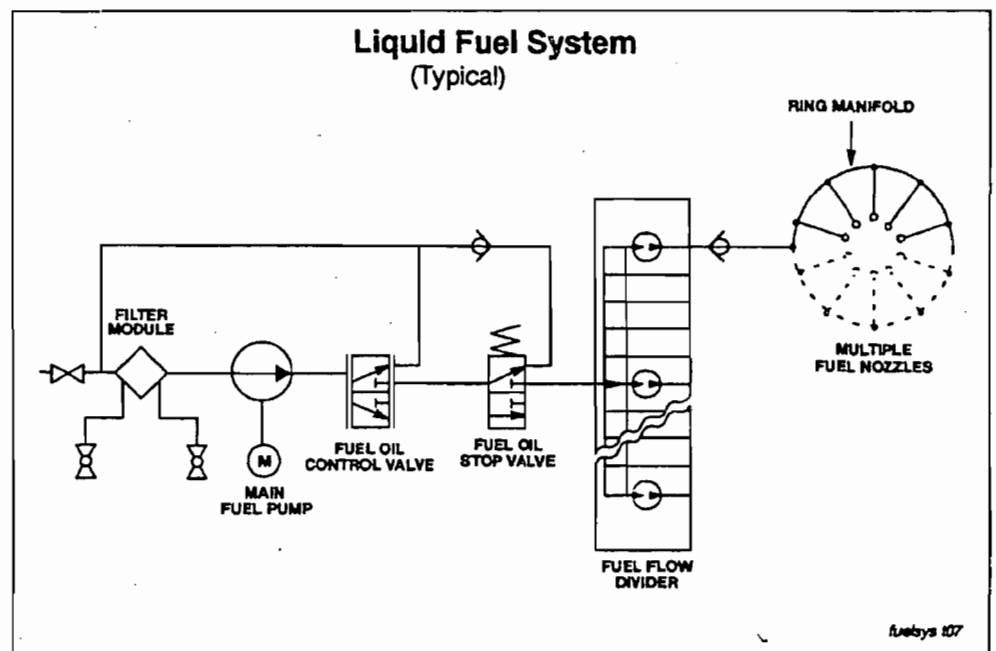 Liquid Fuel System
(Typical)
RING MANIFOLD
FILTER
MODULE
MULTIPLE
FUEL NOZZLES
FUEL OIL
CONTROL VALVE
FUEL OIL
STOP VALVE
M
MAIN
FUEL PUMP
FUEL FLOW
DIVIDER
fuelsys t07